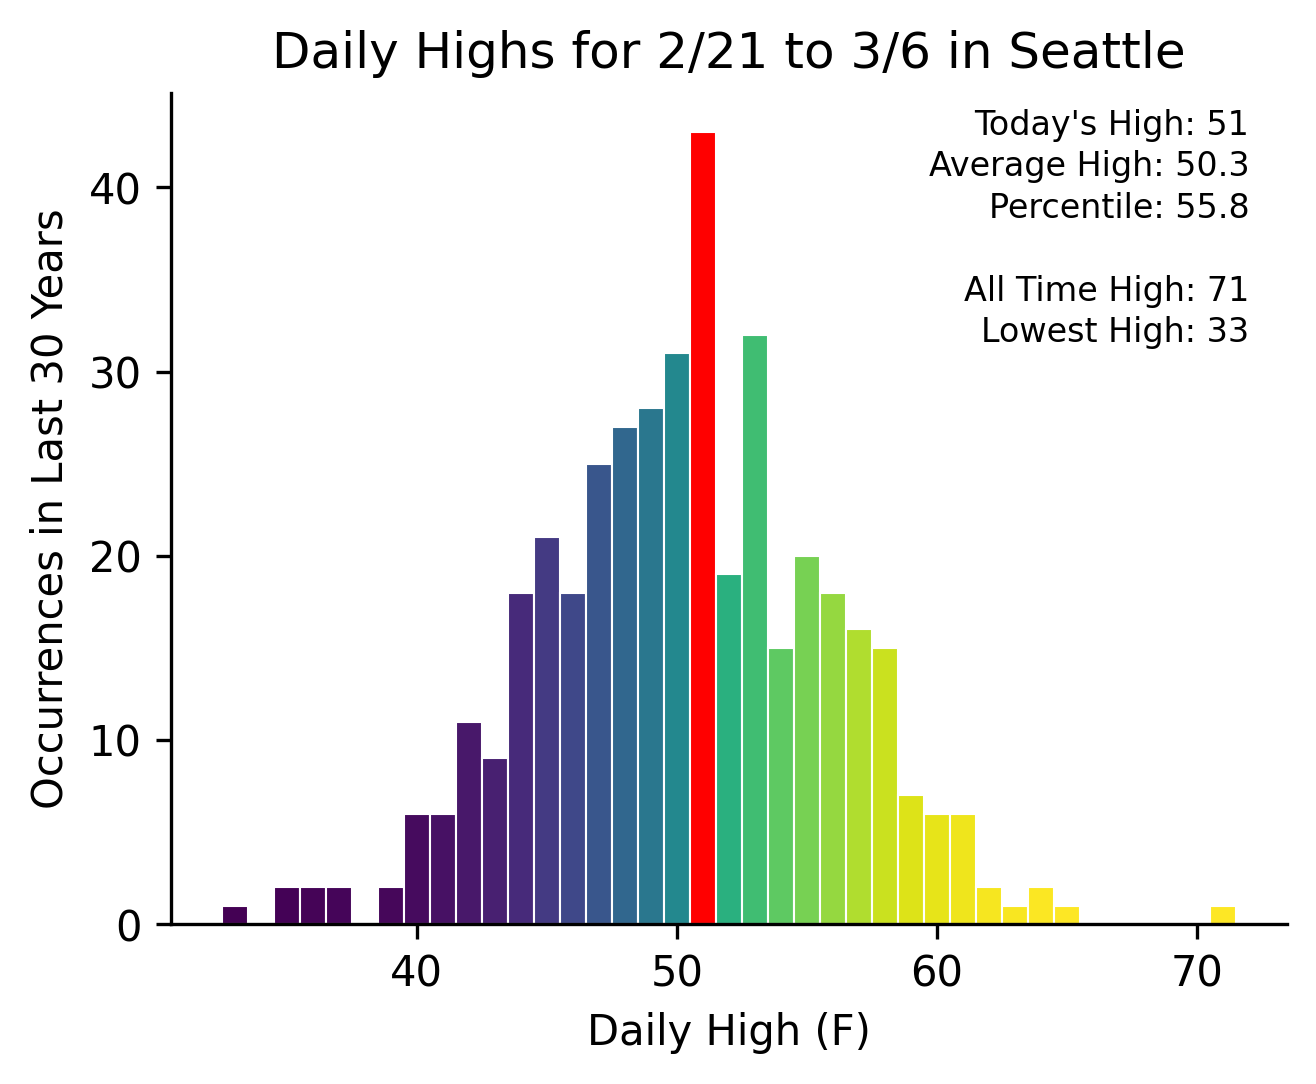 Daily Highs for 2/21 to 3/6 in Seattle
Today's High: 51
Average High: 50.3
Percentile: 55.8
All Time High: 71
Lowest High: 33
Occurrences in Last 30 Years
40
30
20
10
0
40 50 60 70
Daily High (F)